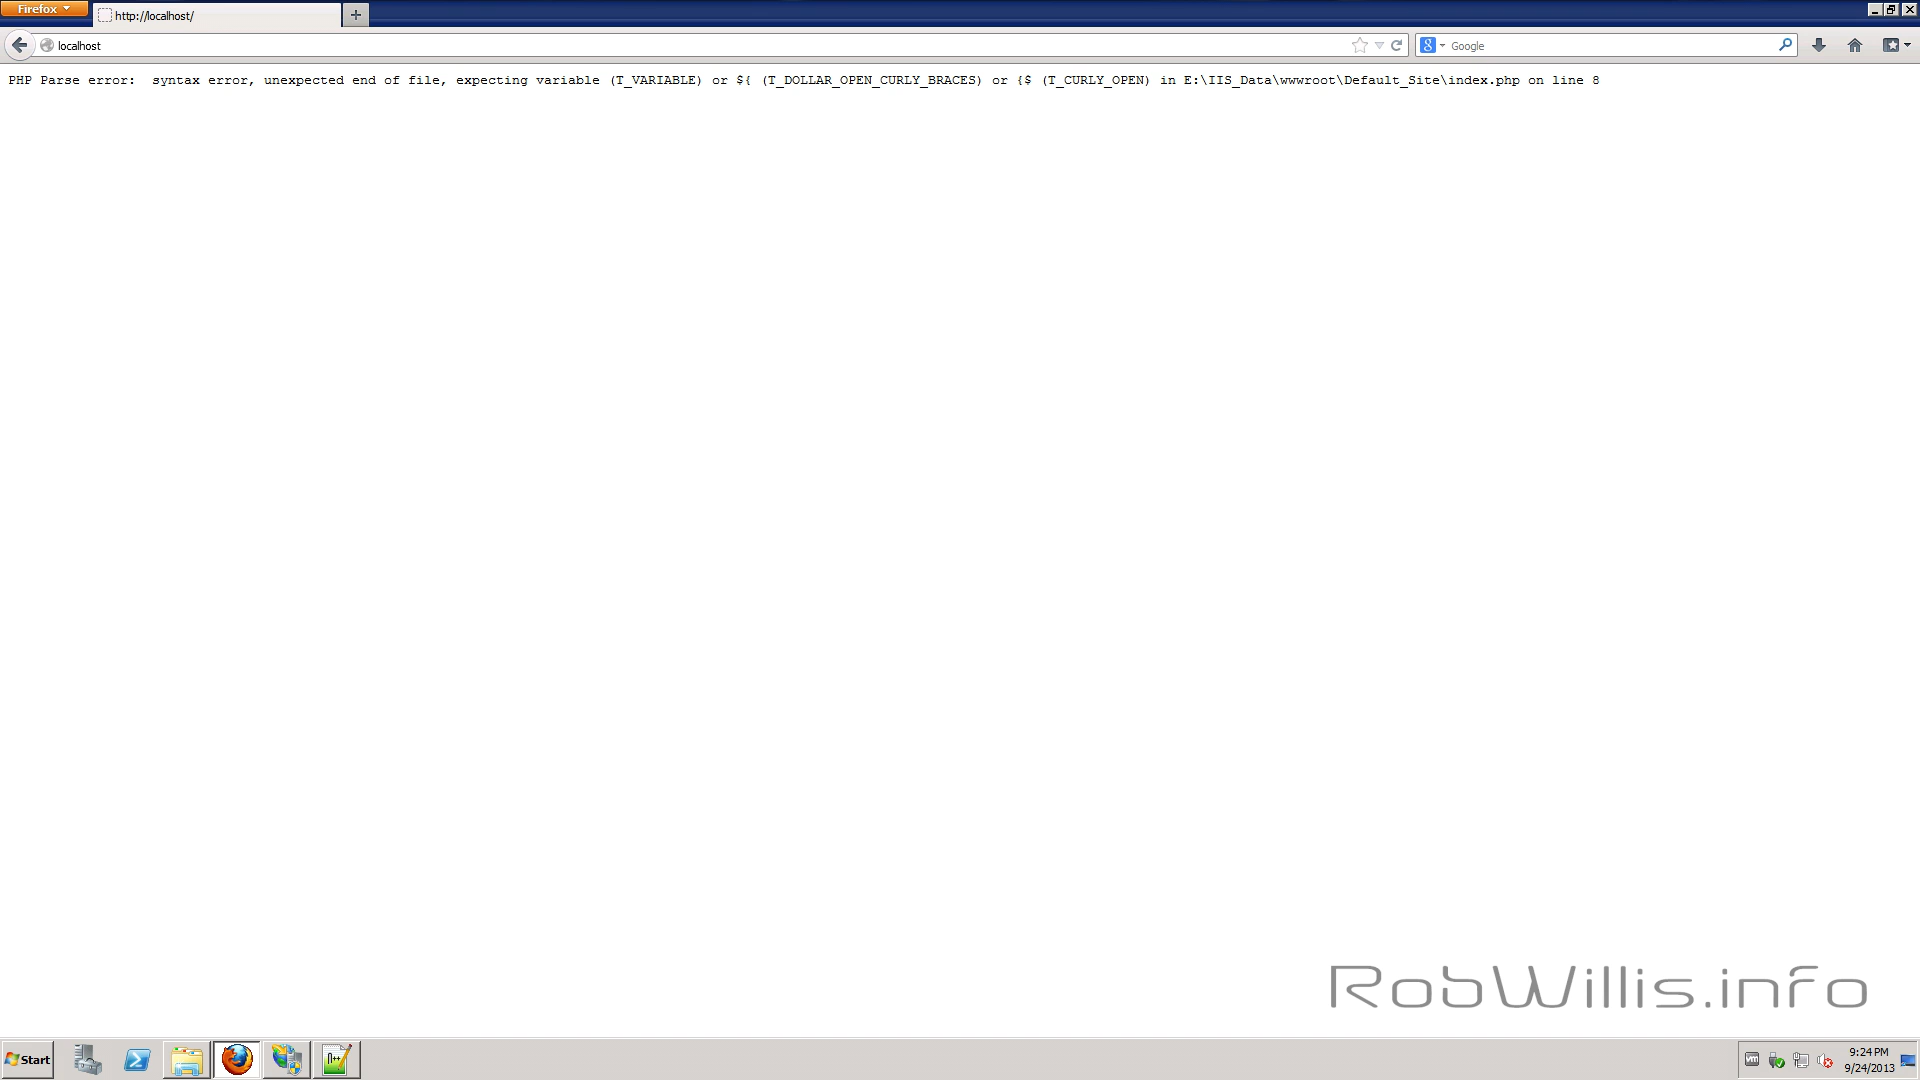 Firefox
http://localhost/
localhost
Google
PHP Parse error:  syntax error, unexpected end of file, expecting variable (T_VARIABLE) or ${ (T_DOLLAR_OPEN_CURLY_BRACES) or {$ (T_CURLY_OPEN) in E:\IIS_Data\wwwroot\Default_Site\index.php on line 8
RobWillis.info
Start
9:24 PM
9/24/2013